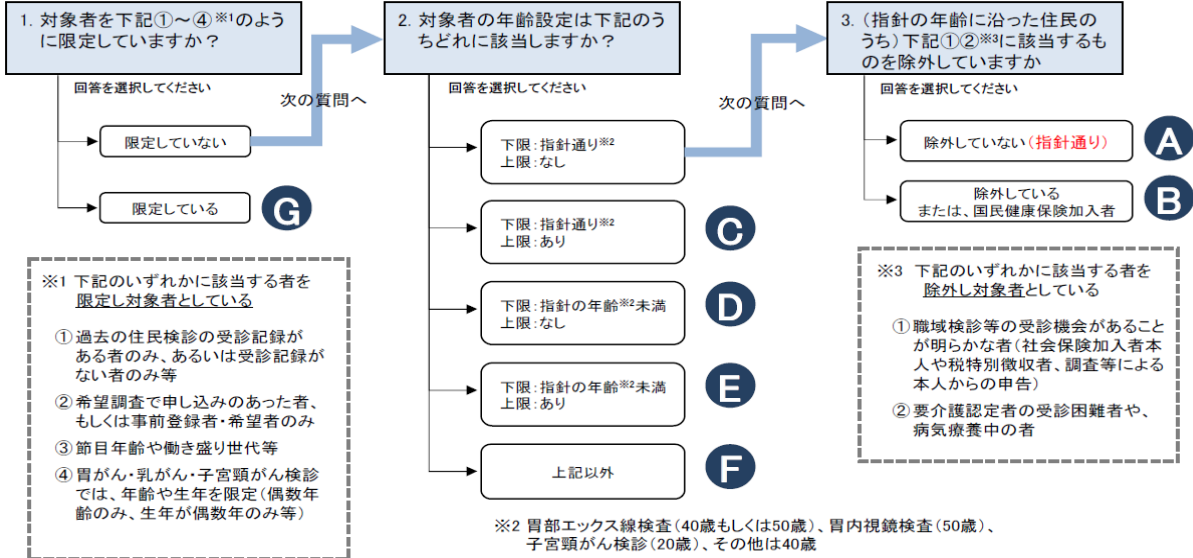 1. 対象者を下記①～④※1のよう
に限定していますか？
回答を選択してください
次の質問へ
限定していない
限定している
G
※1 下記のいずれかに該当する者を
限定し対象者としている
①過去の住民検診の受診記録が
ある者のみ、あるいは受診記録が
ない者のみ等
②希望調査で申し込みのあった者、
もしくは事前登録者・希望者のみ
③節目年齢や働き盛り世代等
④胃がん・乳がん・子宮頸がん検診
では、年齢や生年を限定（偶数年
齢のみ、生年が偶数年のみ等）
2. 対象者の年齢設定は下記のう
ちどれに該当しますか？
回答を選択してください
次の質問へ
下限：指針通り※2
上限：なし
下限：指針通り※2
上限：あり
C
下限：指針の年齢※2未満
上限：なし
D
下限：指針の年齢※2未満
上限：あり
E
上記以外
F
※2 胃部エックス線検査（40歳もしくは50歳）、胃内視鏡検査（50歳）、
子宮頸がん検診（20歳）、その他は40歳
3.（指針の年齢に沿った住民の
うち）下記①②※3に該当するも
のを除外していますか
回答を選択してください
除外していない（指針通り）
A
除外している
または、国民健康保険加入者
B
※3 下記のいずれかに該当する者を
除外し対象者としている
①職域検診等の受診機会があること
が明らかな者（社会保険加入者本
人や税特別徴収者、調査等による
本人からの申告）
②要介護認定者の受診困難者や、
病気療養中の者